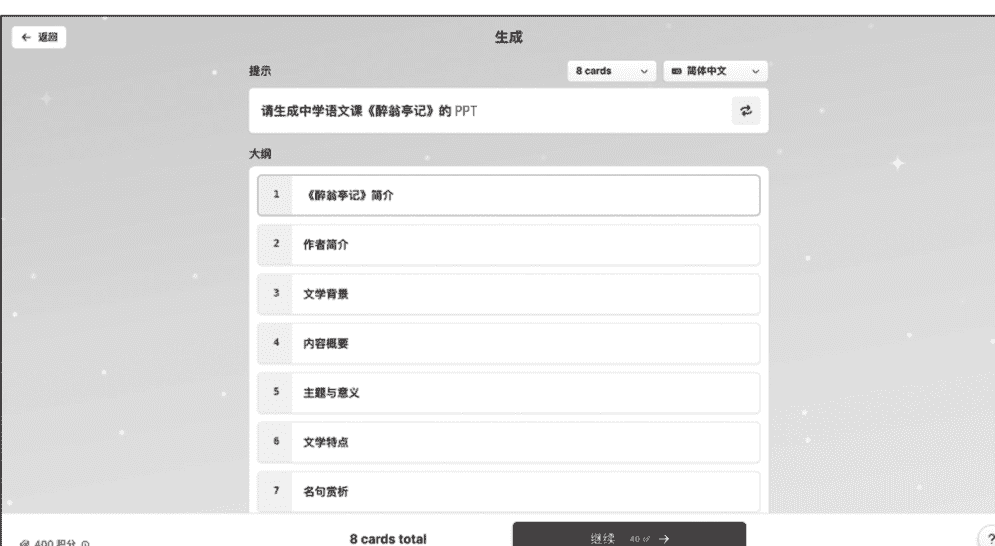 ← 返回
生成
提示
8 cards
简体中文
请生成中学语文课《醉翁亭记》的 PPT
大纲
1 《醉翁亭记》简介
2 作者简介
3 文学背景
4 内容概要
5 主题与意义
6 文学特点
7 名句赏析
400 积分
8 cards total
继续 40 →
?